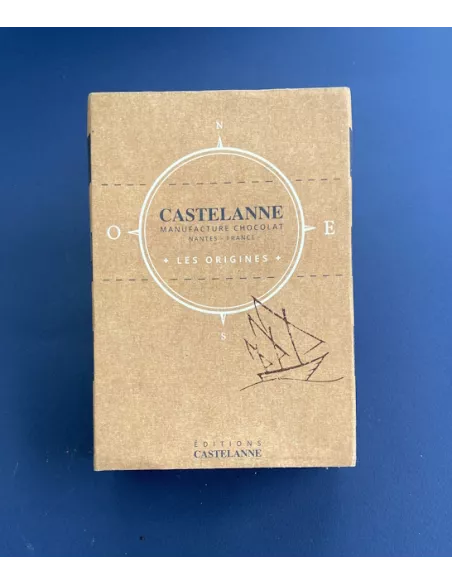 N
CASTELANNE
MANUFACTURE CHOCOLAT
NANTES - FRANCE
O
E
+ LES ORIGINES +
S
ÉDITIONS
CASTELANNE